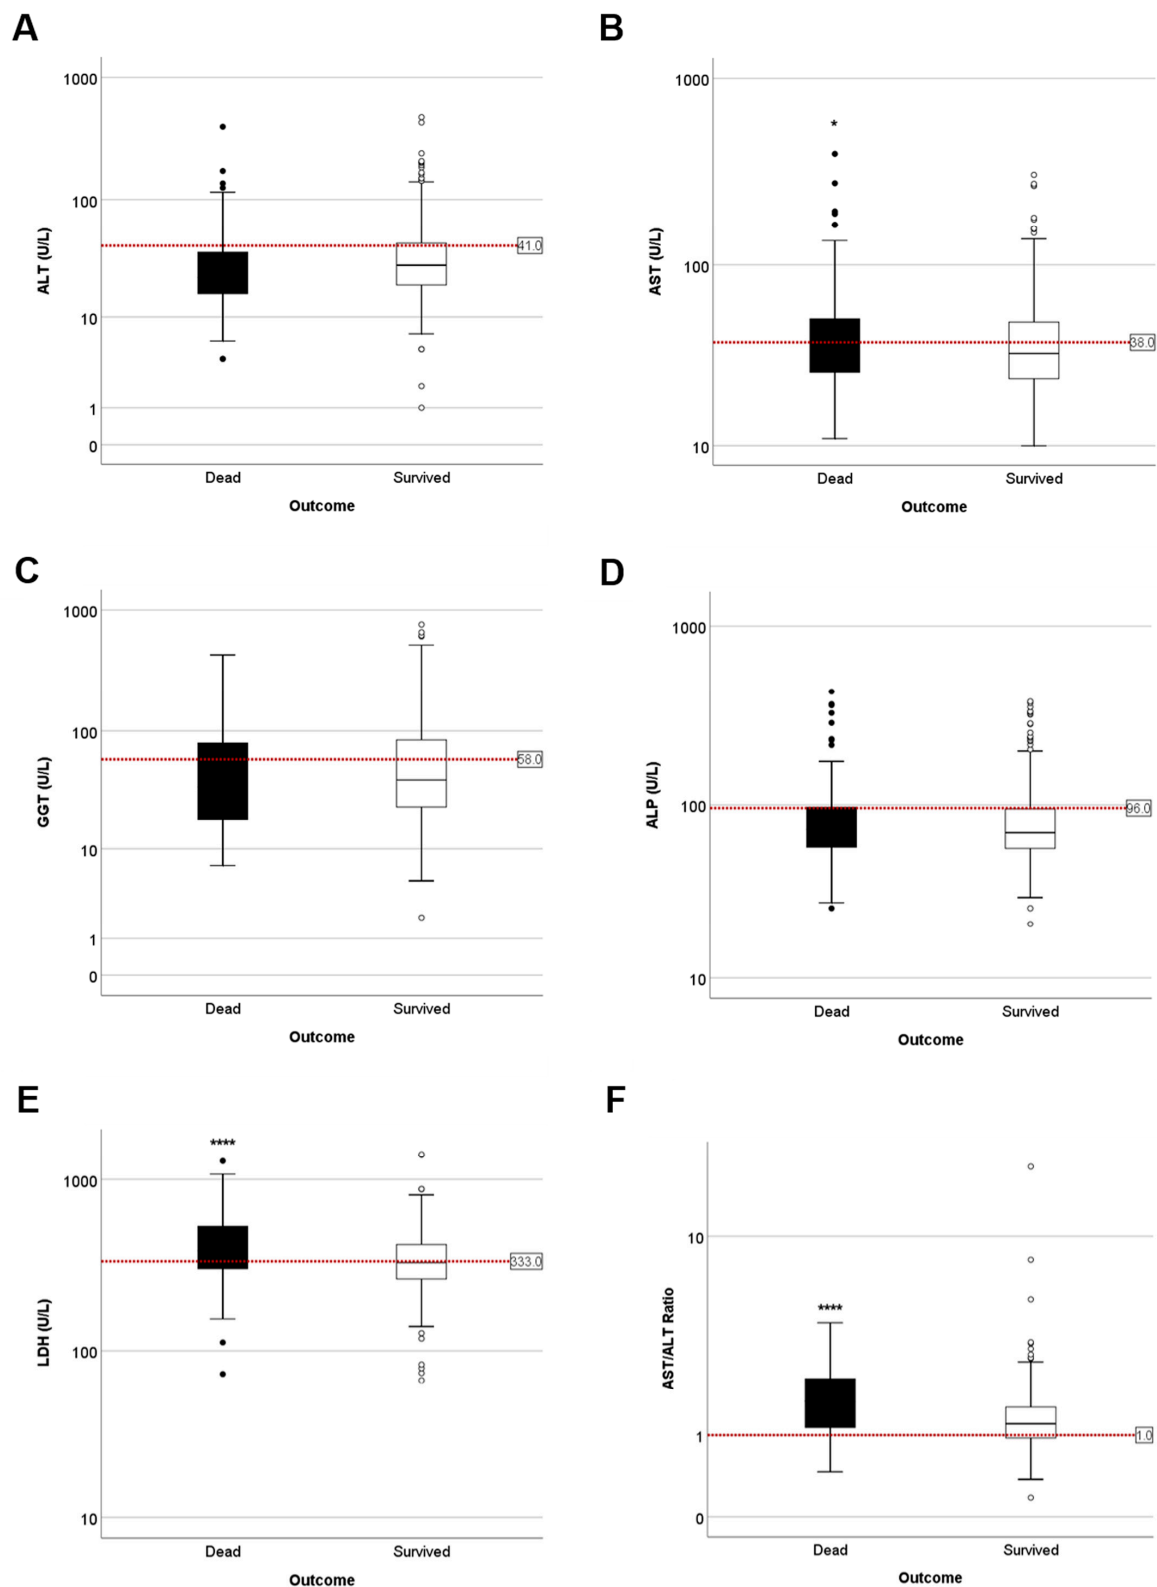 A
1000
100
10
1
0
ALT (U/L)
41.0
Dead Survived
Outcome
B
*
1000
100
10
AST (U/L)
38.0
Dead Survived
Outcome
C
1000
100
10
1
0
GGT (U/L)
58.0
Dead Survived
Outcome
D
1000
100
10
ALP (U/L)
96.0
Dead Survived
Outcome
E
****
1000
100
10
LDH (U/L)
333.0
Dead Survived
Outcome
F
****
10
1
0
AST/ALT Ratio
1.0
Dead Survived
Outcome